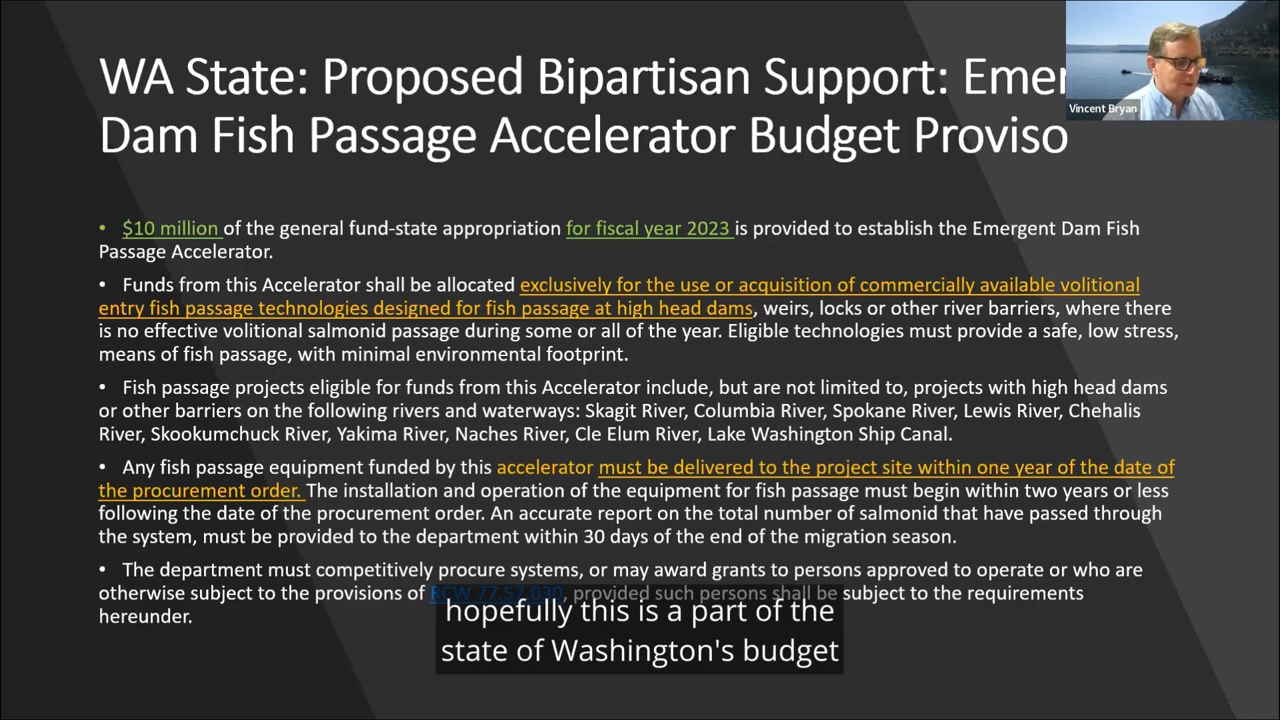 WA State: Proposed Bipartisan Support: Emer
Dam Fish Passage Accelerator Budget Proviso
Vincent Bryan
• $10 million of the general fund-state appropriation for fiscal year 2023 is provided to establish the Emergent Dam Fish
Passage Accelerator.
• Funds from this Accelerator shall be allocated exclusively for the use or acquisition of commercially available volitional
entry fish passage technologies designed for fish passage at high head dams, weirs, locks or other river barriers, where there
is no effective volitional salmonid passage during some or all of the year. Eligible technologies must provide a safe, low stress,
means of fish passage, with minimal environmental footprint.
• Fish passage projects eligible for funds from this Accelerator include, but are not limited to, projects with high head dams
or other barriers on the following rivers and waterways: Skagit River, Columbia River, Spokane River, Lewis River, Chehalis
River, Skookumchuck River, Yakima River, Naches River, Cle Elum River, Lake Washington Ship Canal.
• Any fish passage equipment funded by this accelerator must be delivered to the project site within one year of the date of
the procurement order. The installation and operation of the equipment for fish passage must begin within two years or less
following the date of the procurement order. An accurate report on the total number of salmonid that have passed through
the system, must be provided to the department within 30 days of the end of the migration season.
• The department must competitively procure systems, or may award grants to persons approved to operate or who are
otherwise subject to the provisions of RCW 77.57.030, provided such persons shall be subject to the requirements
hereunder.
hopefully this is a part of the
state of Washington's budget